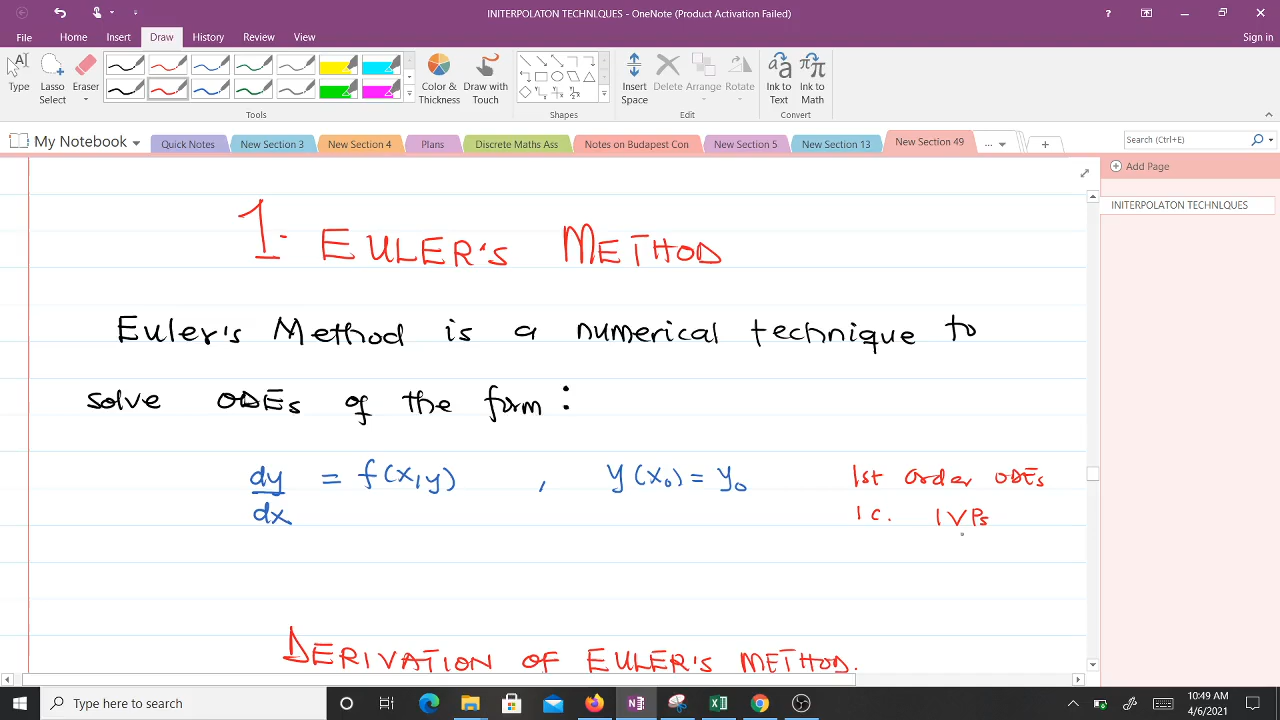 INITERPOLATON TECHNLQUES - OneNote (Product Activation Failed)
File Home Insert Draw History Review View
Sign in
Type
Lasso Select
Eraser
Color & Thickness
Draw with Touch
Insert Space
Delete
Arrange
Rotate
Ink to Text
Ink to Math
Tools
Shapes
Edit
Convert
My Notebook
Quick Notes
New Section 3
New Section 4
Plans
Discrete Maths Ass
Notes on Budapest Con
New Section 5
New Section 13
New Section 49
...
Search (Ctrl+E)
Add Page
INITERPOLATON TECHNLQUES
1. EULER'S METHOD
Euler's Method is a numerical technique to
solve ODEs of the form :
dy/dx = f(x,y) , y(x₀) = y₀
1st Order ODEs
I C. IVPs
DERIVATION OF EULER'S METHOD.
Type here to search
10:49 AM
4/6/2021